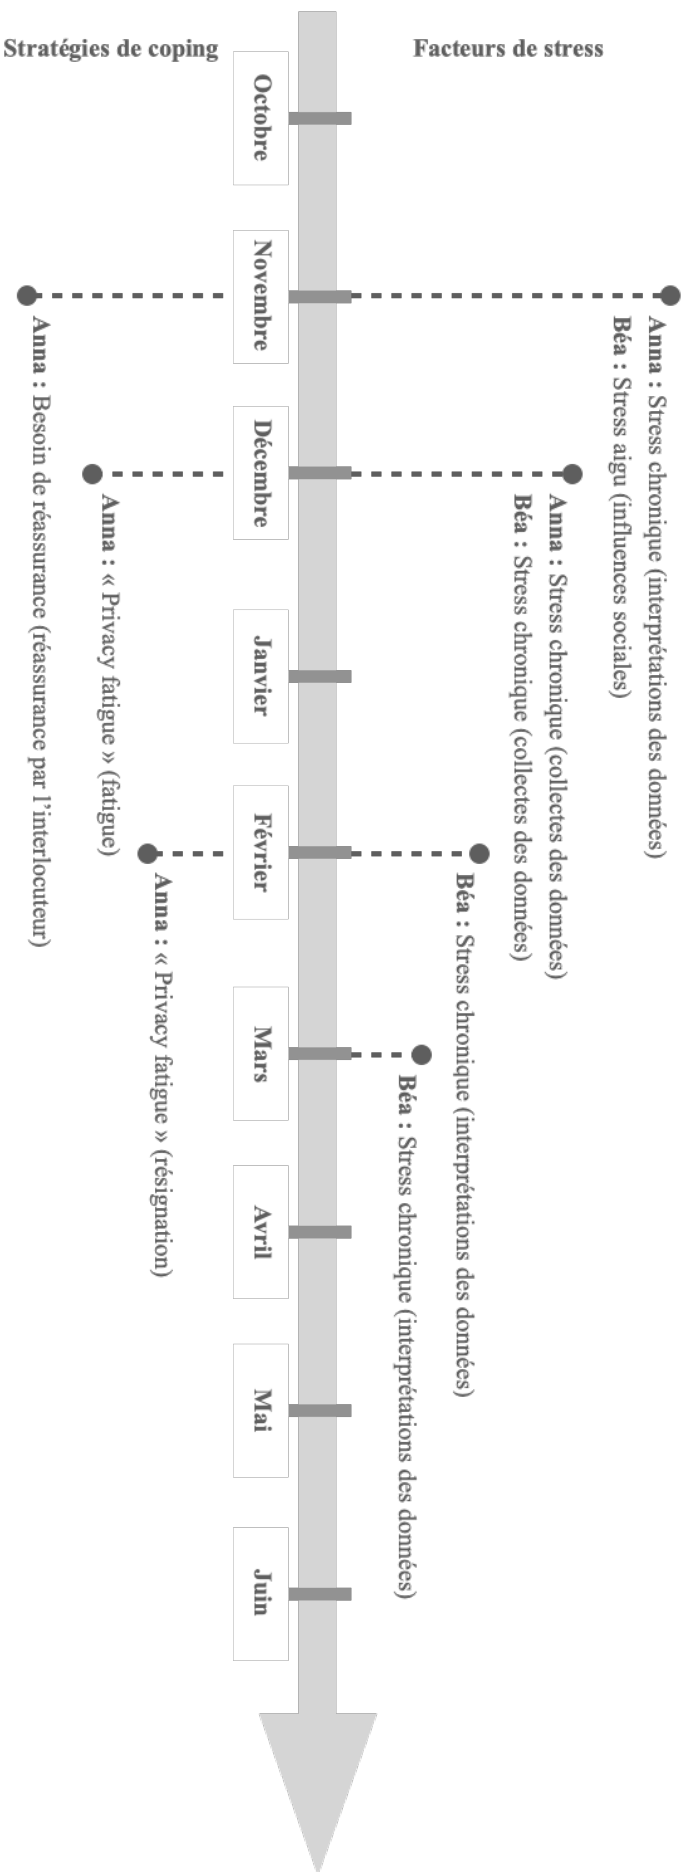 Stratégies de coping
Facteurs de stress
Octobre
Novembre
Anna : Stress chronique (interprétations des données)
Béa : Stress aigu (influences sociales)
Anna : Besoin de réassurance (réassurance par l’interlocuteur)
Décembre
Anna : Stress chronique (collectes des données)
Béa : Stress chronique (collectes des données)
Anna : « Privacy fatigue » (fatigue)
Janvier
Février
Béa : Stress chronique (interprétations des données)
Anna : « Privacy fatigue » (résignation)
Mars
Béa : Stress chronique (interprétations des données)
Avril
Mai
Juin